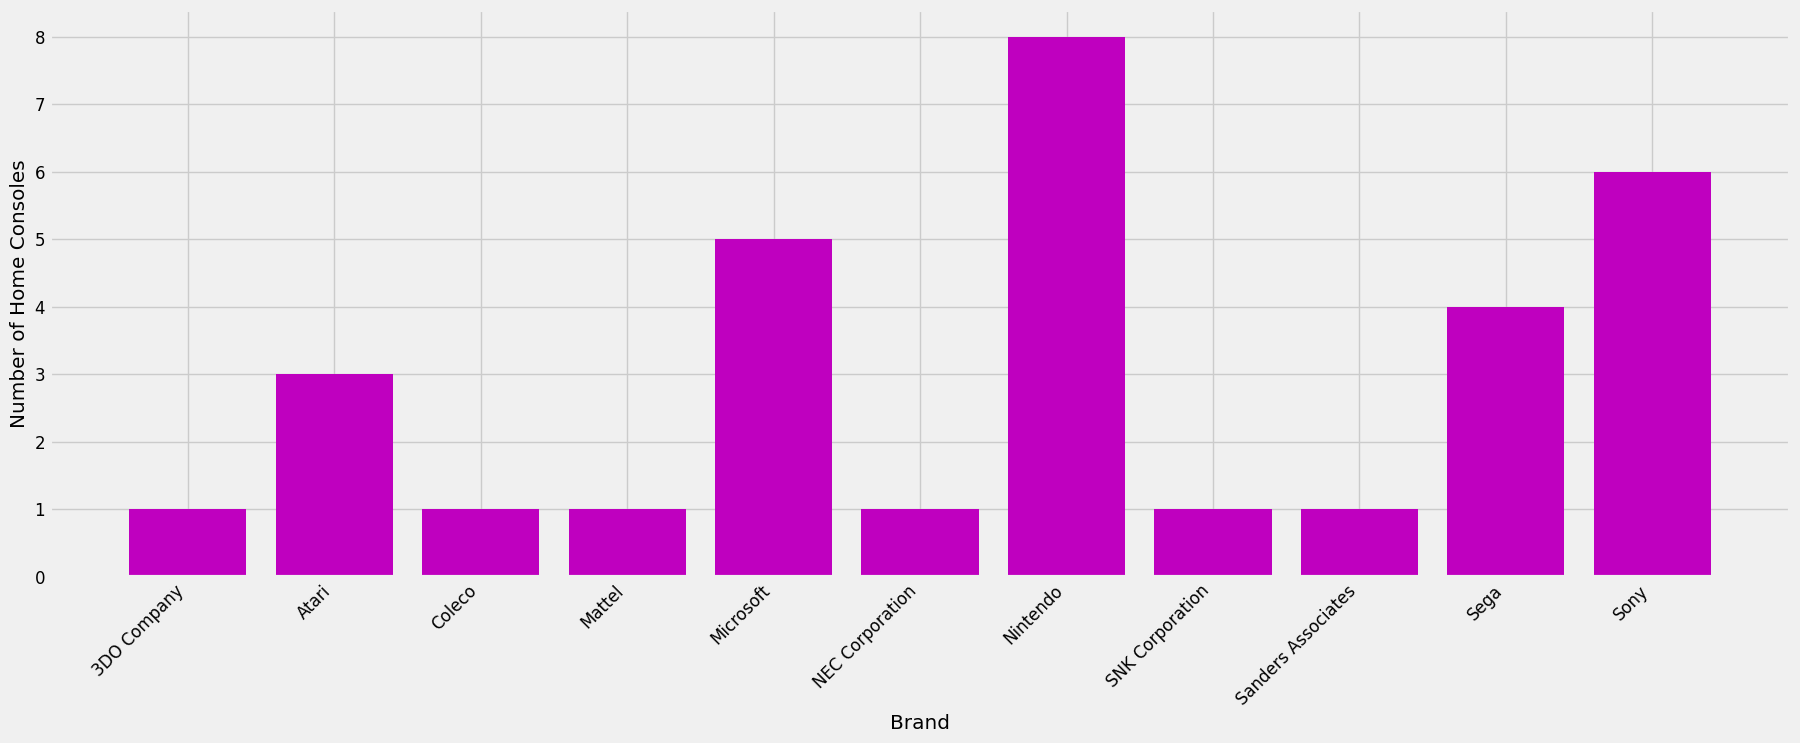 Number of Home Consoles
8
7
6
5
4
3
2
1
0
3DO Company
Atari
Coleco
Mattel
Microsoft
NEC Corporation
Nintendo
SNK Corporation
Sanders Associates
Sega
Sony
Brand